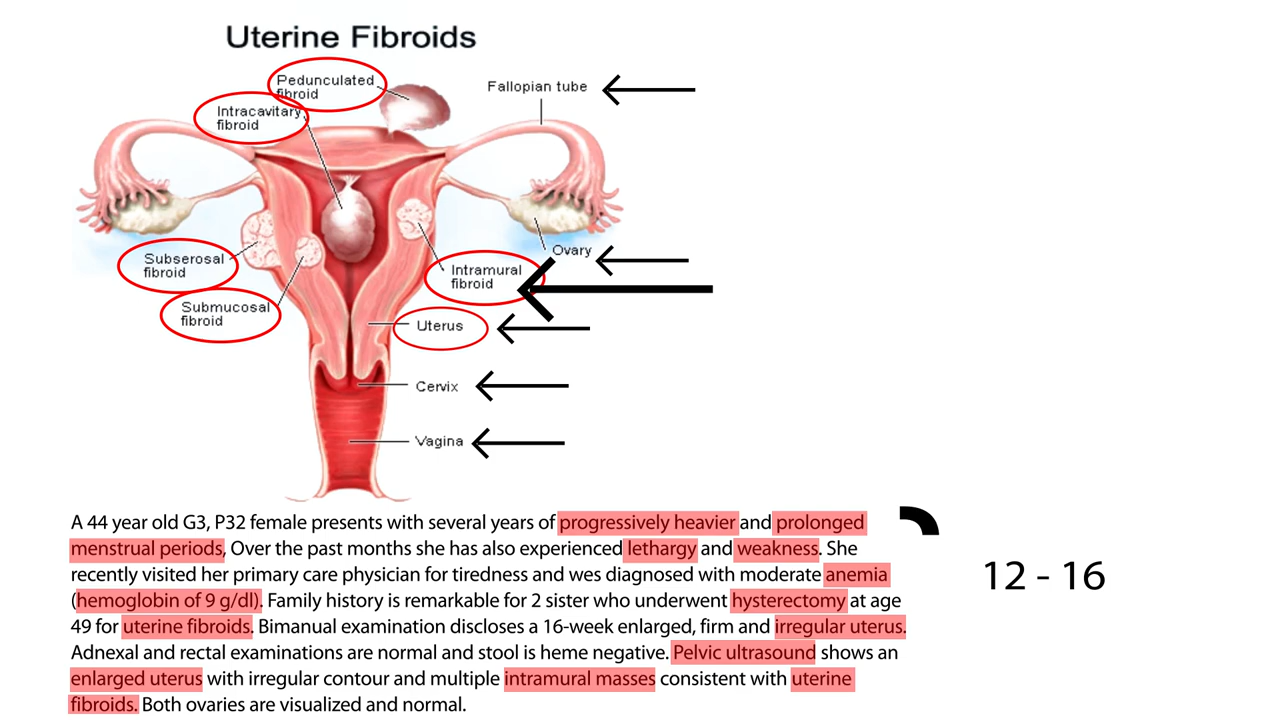 Uterine Fibroids
Pedunculated
fibroid
Fallopian tube
Intracavitary
fibroid
Ovary
Subserosal
fibroid
Intramural
fibroid
Submucosal
fibroid
Uterus
Cervix
Vagina
A 44 year old G3, P32 female presents with several years of progressively heavier and prolonged
menstrual periods, Over the past months she has also experienced lethargy and weakness. She
recently visited her primary care physician for tiredness and wes diagnosed with moderate anemia
(hemoglobin of 9 g/dl). Family history is remarkable for 2 sister who underwent hysterectomy at age
49 for uterine fibroids. Bimanual examination discloses a 16-week enlarged, firm and irregular uterus.
Adnexal and rectal examinations are normal and stool is heme negative. Pelvic ultrasound shows an
enlarged uterus with irregular contour and multiple intramural masses consistent with uterine
fibroids. Both ovaries are visualized and normal.
12 - 16